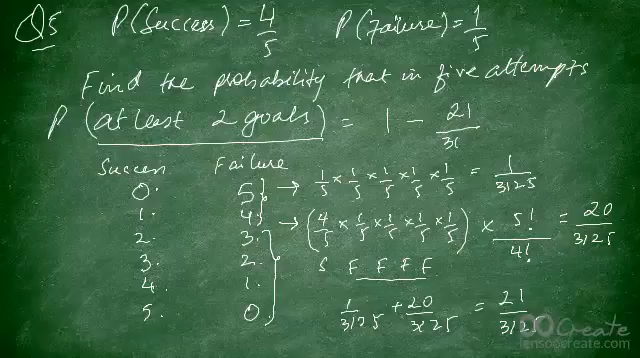 Q5 P(Success) = 4/5 P(Failure) = 1/5
Find the probability that in five attempts
P (at least 2 goals) = 1 - 21/31
Success Failure
0. 5 → 1/5 × 1/5 × 1/5 × 1/5 × 1/5 = 1/3125
1. 4 → (4/5 × 1/5 × 1/5 × 1/5 × 1/5) × 5!/4! = 20/3125
2. 3.
3. 2. S F F F F
4 1.
5. 0 1/3125 + 20/3125 = 21/3125
Create
lensoocreate.com